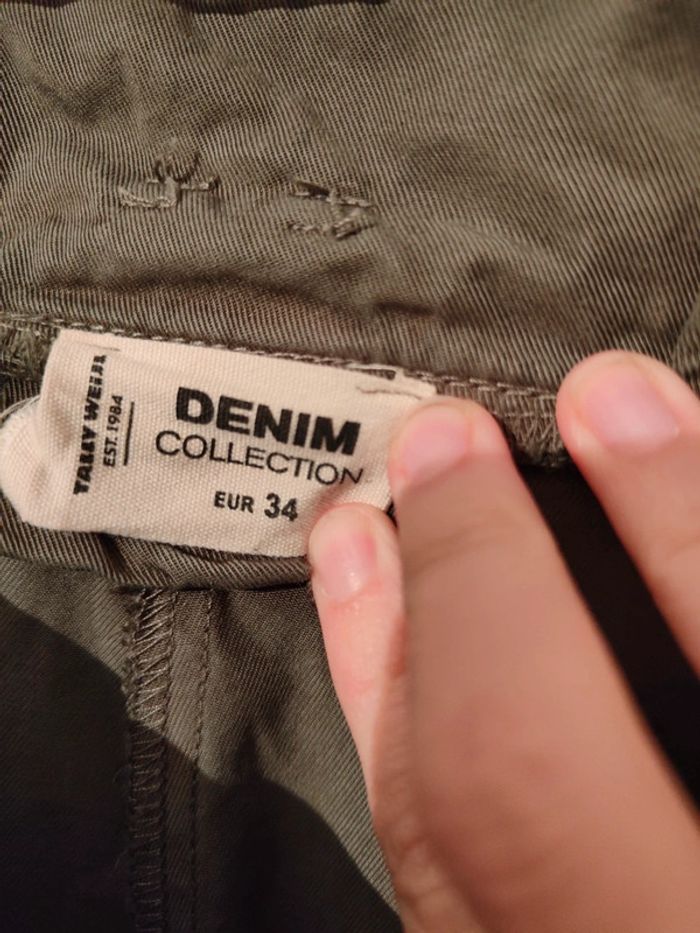 TALLY WEiJL
EST. 1984
DENIM
COLLECTION
EUR 34